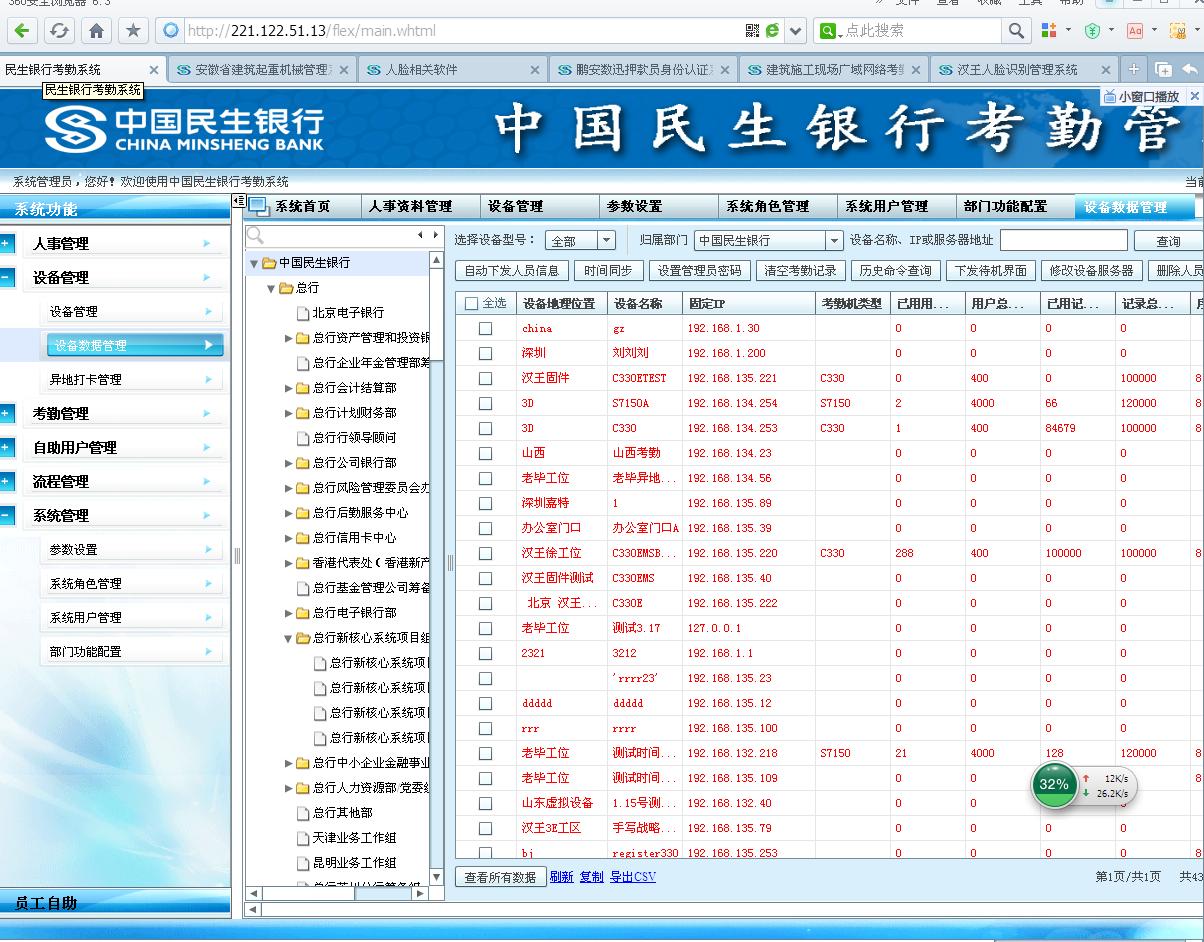 360安全浏览器 6.3
文件 查看 收藏 工具 帮助
http://221.122.51.13/flex/main.whtml
点此搜索
民生银行考勤系统
安徽省建筑起重机械管理
人脸相关软件
鹏安数迅押款员身份认证
建筑施工现场广域网络考勤
汉王人脸识别管理系统
民生银行考勤系统
小窗口播放
中国民生银行
CHINA MINSHENG BANK
中国民生银行考勤管
系统管理员，您好！欢迎使用中国民生银行考勤系统
当前
系统功能
人事管理
设备管理
设备管理
设备数据管理
异地打卡管理
考勤管理
自助用户管理
流程管理
系统管理
参数设置
系统角色管理
系统用户管理
部门功能配置
员工自助
系统首页 人事资料管理 设备管理 参数设置 系统角色管理 系统用户管理 部门功能配置 设备数据管理
中国民生银行
总行
北京电子银行
总行资产管理和投资银
总行企业年金管理部筹
总行会计结算部
总行计划财务部
总行行领导顾问
总行公司银行部
总行风险管理委员会办
总行后勤服务中心
总行信用卡中心
香港代表处（香港新产
总行基金管理公司筹备
总行电子银行部
总行新核心系统项目组
总行新核心系统项
总行新核心系统项
总行新核心系统项
总行新核心系统项
总行中小企业金融事业
总行人力资源部 党委组
总行其他部
天津业务工作组
昆明业务工作组
选择设备型号： 全部 归属部门 中国民生银行 设备名称、IP或服务器地址 查询
自动下发人员信息 时间同步 设置管理员密码 清空考勤记录 历史命令查询 下发待机界面 修改设备服务器 删除人员
全选 设备地理位置 设备名称 固定IP 考勤机类型 已用用... 用户总... 已用记... 记录总...
china gz 192.168.1.30 0 0 0 0
深圳 刘刘刘 192.168.1.200 0 0 0 0
汉王固件 C330ETEST 192.168.135.221 C330 0 400 0 100000 8
3D S7150A 192.168.134.254 S7150 2 4000 66 120000 8
3D C330 192.168.134.253 C330 1 400 84679 100000 8
山西 山西考勤 192.168.134.23 0 0 0 0
老毕工位 老毕异地... 192.168.134.56 0 0 0 0
深圳嘉特 1 192.168.135.89 0 0 0 0
办公室门口 办公室门口A 192.168.135.39 0 0 0 0
汉王徐工位 C330EMSB... 192.168.135.220 C330 288 400 100000 100000 8
汉王固件测试 C330EMS 192.168.135.40 0 0 0 0
北京 汉王... C330E 192.168.135.222 0 0 0 0
老毕工位 测试3.17 127.0.0.1 0 0 0 0
2321 3212 192.168.1.1 0 0 0 0
'rrrr23' 192.168.135.23 0 0 0 0
ddddd ddddd 192.168.135.12 0 0 0 0
rrr rrrr 192.168.135.100 0 0 0 0
老毕工位 测试时间... 192.168.132.218 S7150 21 4000 128 120000 8
老毕工位 测试时间... 192.168.135.109 0 0 0 8
山东虚拟设备 1.15号测... 192.168.132.40 0 0 0 0
汉王3E工区 手写战略... 192.168.135.79 0 0 0 0
bj register330 192.168.135.253 0 0 0 0 8
32%
12K/s
26.2K/s
查看所有数据 刷新 复制 导出CSV
第1页/共1页 共43